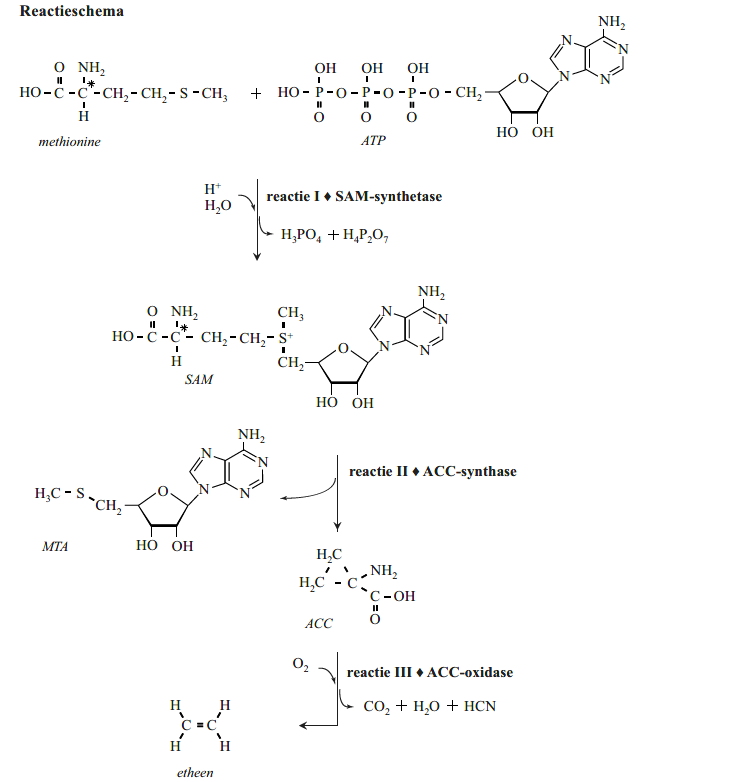 Reactieschema
O NH₂
HO - C - C* - CH₂ - CH₂ - S - CH₃ + HO - P - O - P - O - P - O - CH₂
H
OH OH OH
O O O
O
N N N N
NH₂
HO OH
methionine
ATP
H⁺
H₂O
reactie I ♦ SAM-synthetase
H₃PO₄ + H₄P₂O₇
O NH₂ CH₃
HO - C - C* - CH₂ - CH₂ - S⁺
H CH₂
O
N N N N
NH₂
HO OH
SAM
reactie II ♦ ACC-synthase
H₃C - S
CH₂
O
N N N N
NH₂
HO OH
MTA
H₂C
H₂C - C NH₂
C - OH
O
ACC
O₂
reactie III ♦ ACC-oxidase
CO₂ + H₂O + HCN
H H
C = C
H H
etheen